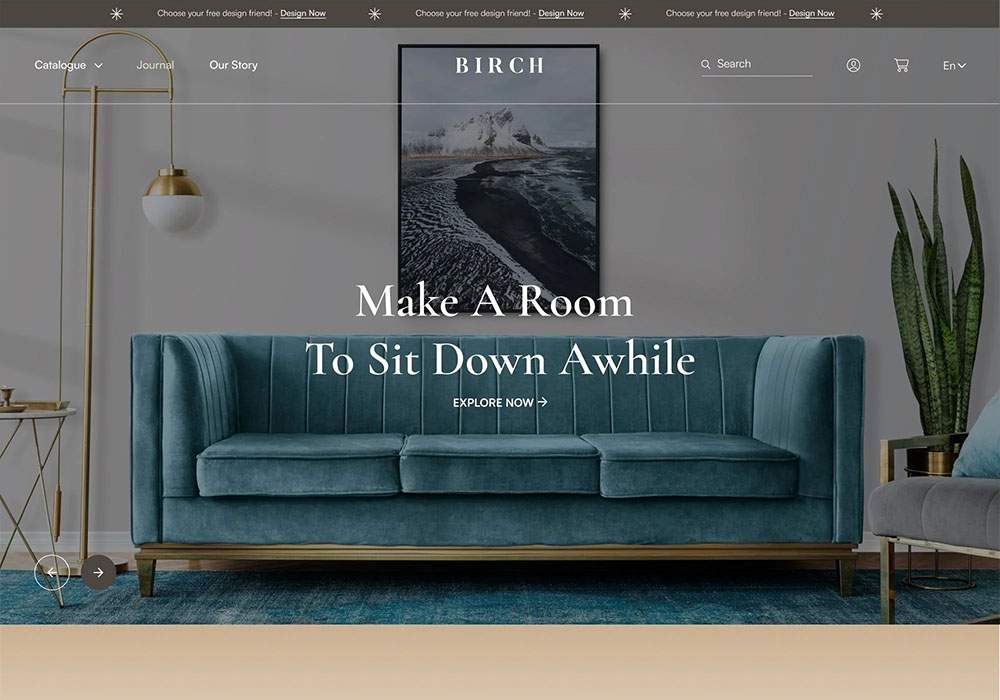 Choose your free design friend! - Design Now
Choose your free design friend! - Design Now
Choose your free design friend! - Design Now
Catalogue
Journal
Our Story
BIRCH
Search
En
Make A Room
To Sit Down Awhile
EXPLORE NOW